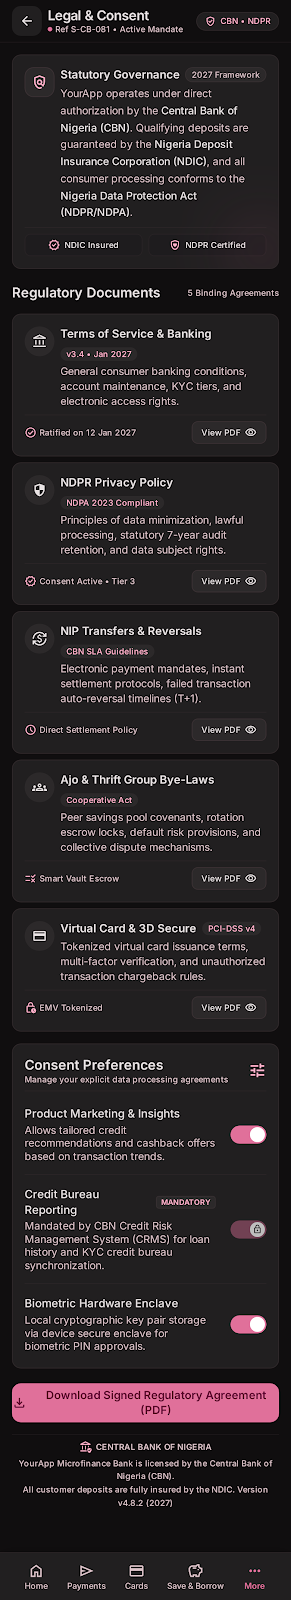 Legal & Consent
Ref S-CB-081 • Active Mandate
CBN • NDPR
Statutory Governance
2027 Framework
YourApp operates under direct
authorization by the Central Bank of
Nigeria (CBN). Qualifying deposits are
guaranteed by the Nigeria Deposit
Insurance Corporation (NDIC), and all
consumer processing conforms to the
Nigeria Data Protection Act
(NDPR/NDPA).
NDIC Insured
NDPR Certified
Regulatory Documents
5 Binding Agreements
Terms of Service & Banking
v3.4 • Jan 2027
General consumer banking conditions,
account maintenance, KYC tiers, and
electronic access rights.
Ratified on 12 Jan 2027
View PDF
NDPR Privacy Policy
NDPA 2023 Compliant
Principles of data minimization, lawful
processing, statutory 7-year audit
retention, and data subject rights.
Consent Active • Tier 3
View PDF
NIP Transfers & Reversals
CBN SLA Guidelines
Electronic payment mandates, instant
settlement protocols, failed transaction
auto-reversal timelines (T+1).
Direct Settlement Policy
View PDF
Ajo & Thrift Group Bye-Laws
Cooperative Act
Peer savings pool covenants, rotation
escrow locks, default risk provisions, and
collective dispute mechanisms.
Smart Vault Escrow
View PDF
Virtual Card & 3D Secure
PCI-DSS v4
Tokenized virtual card issuance terms,
multi-factor verification, and unauthorized
transaction chargeback rules.
EMV Tokenized
View PDF
Consent Preferences
Manage your explicit data processing agreements
Product Marketing & Insights
Allows tailored credit
recommendations and cashback offers
based on transaction trends.
Credit Bureau
Reporting
MANDATORY
Mandated by CBN Credit Risk
Management System (CRMS) for loan
history and KYC credit bureau
synchronization.
Biometric Hardware Enclave
Local cryptographic key pair storage
via device secure enclave for
biometric PIN approvals.
Download Signed Regulatory Agreement
(PDF)
CENTRAL BANK OF NIGERIA
YourApp Microfinance Bank is licensed by the Central Bank of
Nigeria (CBN).
All customer deposits are fully insured by the NDIC. Version
v4.8.2 (2027)
Home
Payments
Cards
Save & Borrow
More